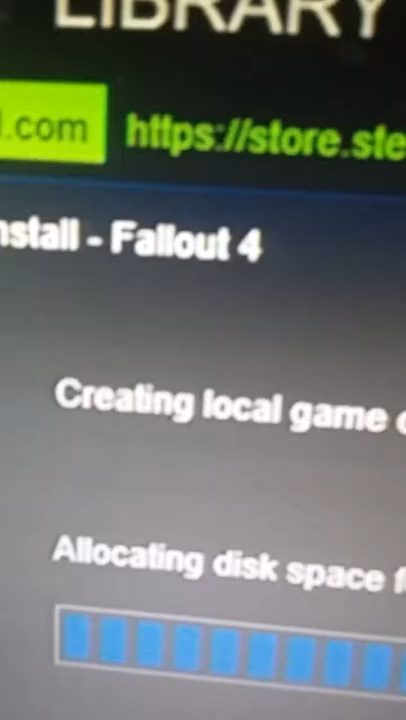 LIBRARY
.com https://store.ste
nstall - Fallout 4
Creating local game
Allocating disk space f